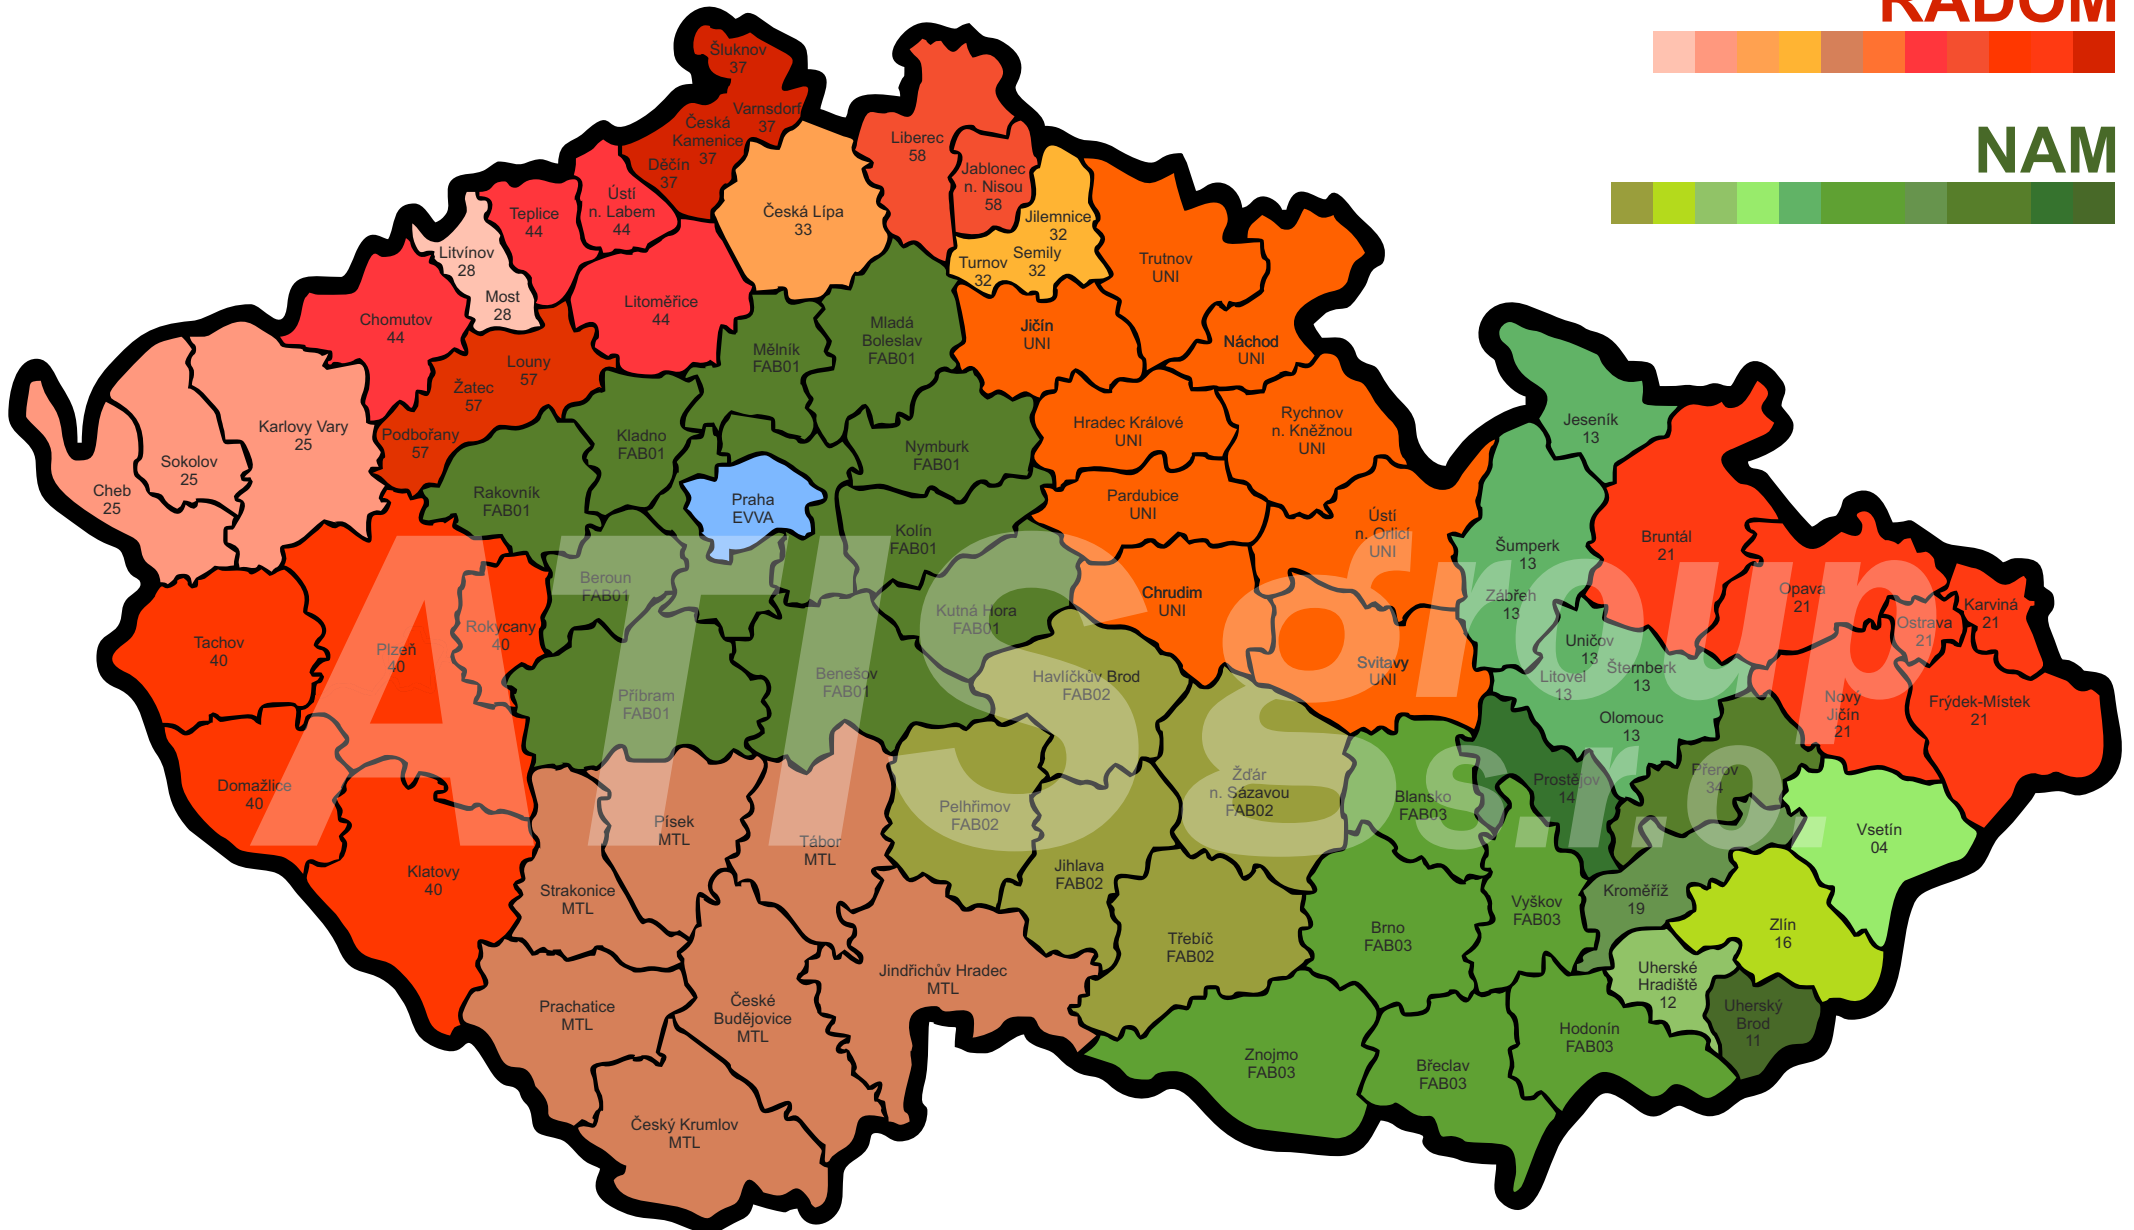 RADOM
NAM
Šluknov
37
Varnsdorf
37
Česká
Kamenice
37
Děčín
37
Liberec
58
Jablonec
n. Nisou
58
Ústí
n. Labem
44
Teplice
44
Česká Lípa
33
Jilemnice
32
Semily
32
Turnov
32
Litvínov
28
Most
28
Trutnov
UNI
Litoměřice
44
Chomutov
44
Jičín
UNI
Náchod
UNI
Mladá
Boleslav
FAB01
Mělník
FAB01
Louny
57
Žatec
57
Podbořany
57
Karlovy Vary
25
Sokolov
25
Cheb
25
Kladno
FAB01
Nymburk
FAB01
Hradec Králové
UNI
Rychnov
n. Kněžnou
UNI
Jeseník
13
Rakovník
FAB01
Praha
EVVA
Pardubice
UNI
Kolín
FAB01
Ústí
n. Orlicí
UNI
Šumperk
13
Bruntál
21
Beroun
FAB01
Kutná Hora
FAB01
Chrudim
UNI
Zábřeh
13
Opava
21
Karviná
21
Ostrava
21
Tachov
40
Plzeň
40
Rokycany
40
Uničov
13
Litovel
13
Šternberk
13
Svitavy
UNI
Příbram
FAB01
Benešov
FAB01
Havlíčkův Brod
FAB02
Olomouc
13
Nový
Jičín
21
Frýdek-Místek
21
ATIS group s.r.o.
Domažlice
40
Písek
MTL
Tábor
MTL
Pelhřimov
FAB02
Žďár
n. Sázavou
FAB02
Blansko
FAB03
Prostějov
14
Přerov
34
Vsetín
04
Klatovy
40
Strakonice
MTL
Jihlava
FAB02
Vyškov
FAB03
Kroměříž
19
Třebíč
FAB02
Brno
FAB03
Zlín
16
Jindřichův Hradec
MTL
Uherské
Hradiště
12
Prachatice
MTL
České
Budějovice
MTL
Uherský
Brod
11
Hodonín
FAB03
Znojmo
FAB03
Břeclav
FAB03
Český Krumlov
MTL